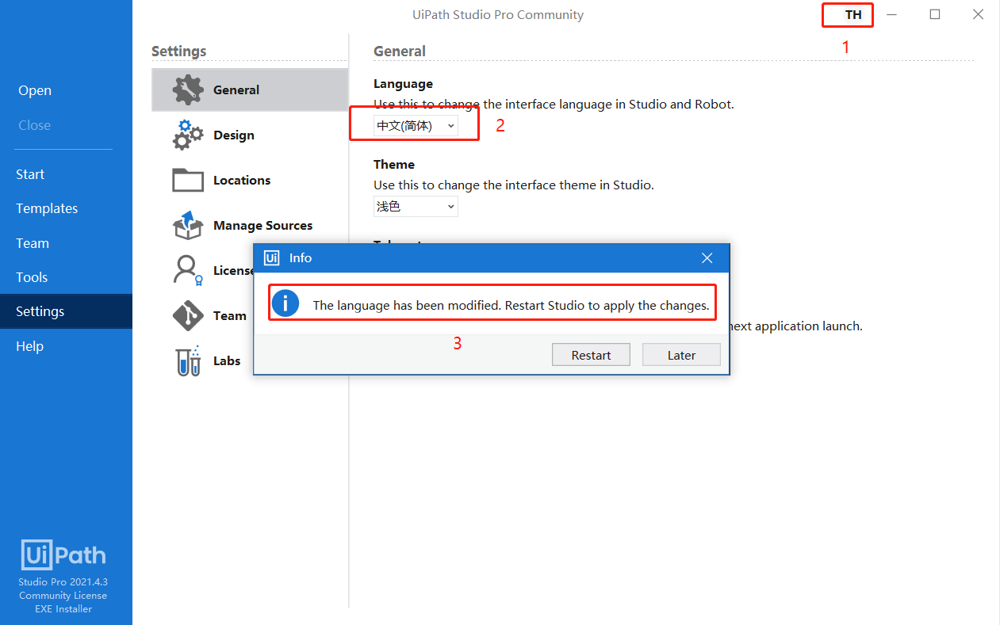 UiPath Studio Pro Community
TH
1
Open
Close
Start
Templates
Team
Tools
Settings
Help
UiPath
Studio Pro 2021.4.3
Community License
EXE Installer
Settings
General
Design
Locations
Manage Sources
License
Team
Labs
General
Language
Use this to change the interface language in Studio and Robot.
中文(简体)
2
Theme
Use this to change the interface theme in Studio.
浅色
next application launch.
Ui Info
The language has been modified. Restart Studio to apply the changes.
3
Restart
Later